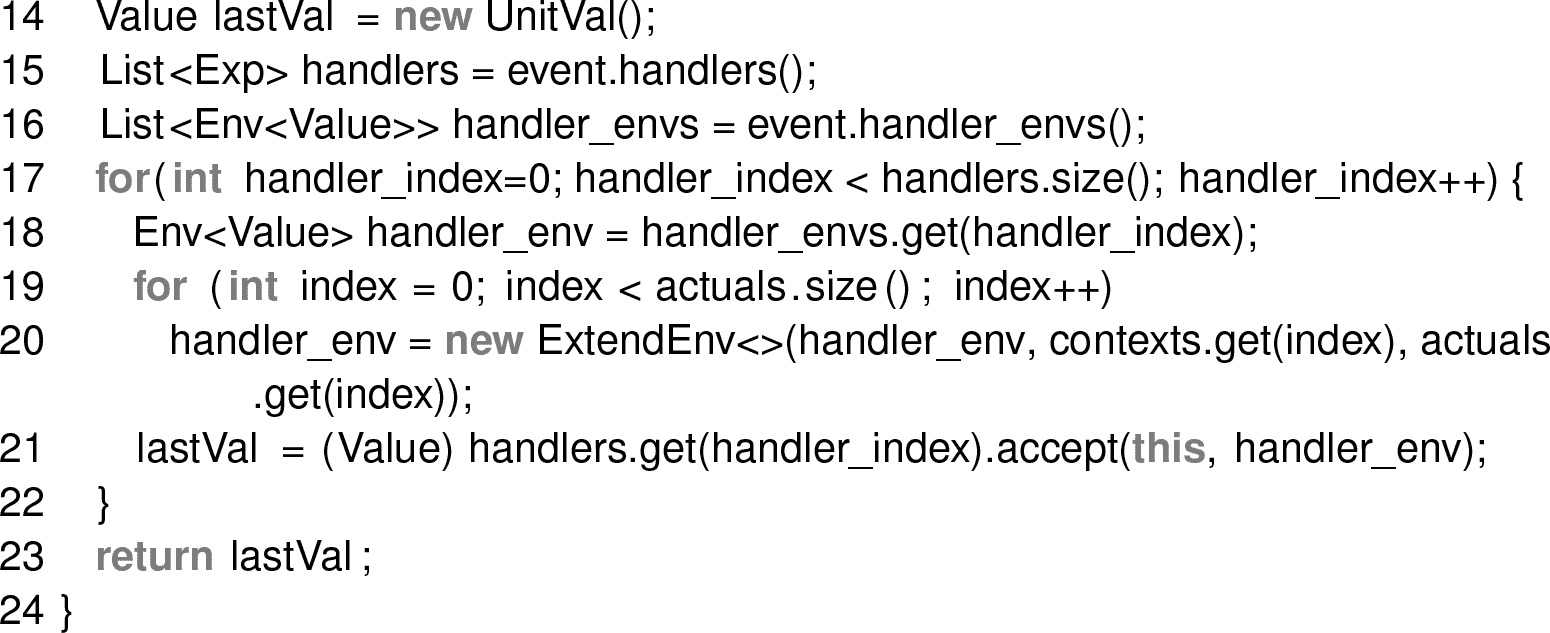 14 Value lastVal = new UnitVal();
15 List<Exp> handlers = event.handlers();
16 List<Env<Value>> handler_envs = event.handler_envs();
17 for(int handler_index=0; handler_index < handlers.size(); handler_index++) {
18 Env<Value> handler_env = handler_envs.get(handler_index);
19 for (int index = 0; index < actuals.size(); index++)
20 handler_env = new ExtendEnv<>(handler_env, contexts.get(index), actuals
.get(index));
21 lastVal = (Value) handlers.get(handler_index).accept(this, handler_env);
22 }
23 return lastVal;
24 }